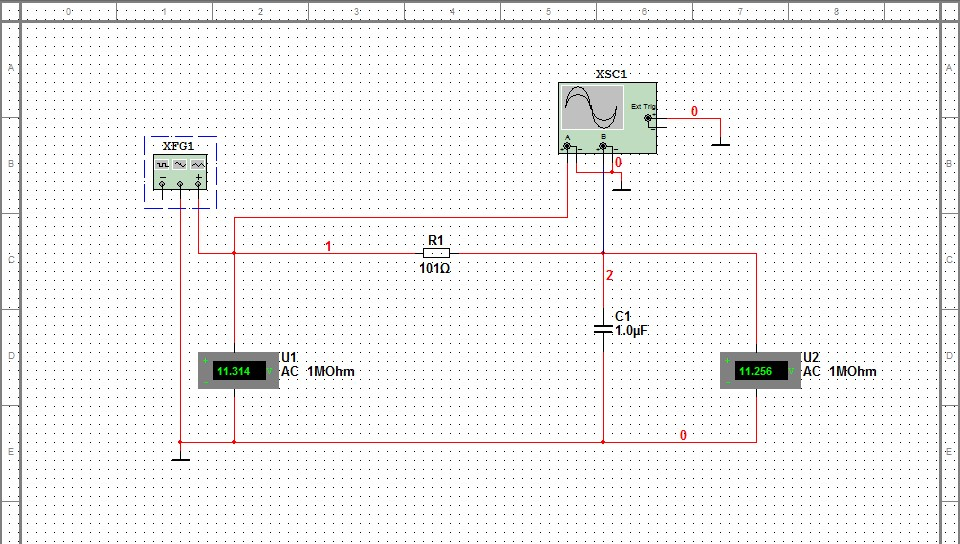 0 1 2 3 4 5 6 7 8
A A
XSC1
Ext Trig
0
A B
0
B B
XFG1
C C
1
R1
101Ω
2
C1
1.0µF
D D
U1
11.314 V
AC 1MOhm
U2
11.256 V
AC 1MOhm
0
E E